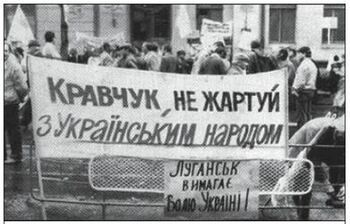 КРАВЧУК, НЕ ЖАРТУЙ
З УКРАЇНСЬКИМ НАРОДОМ
ЛУГАНСЬК
ВИМАГАЄ
ВОЛЮ УКРАЇНІ!